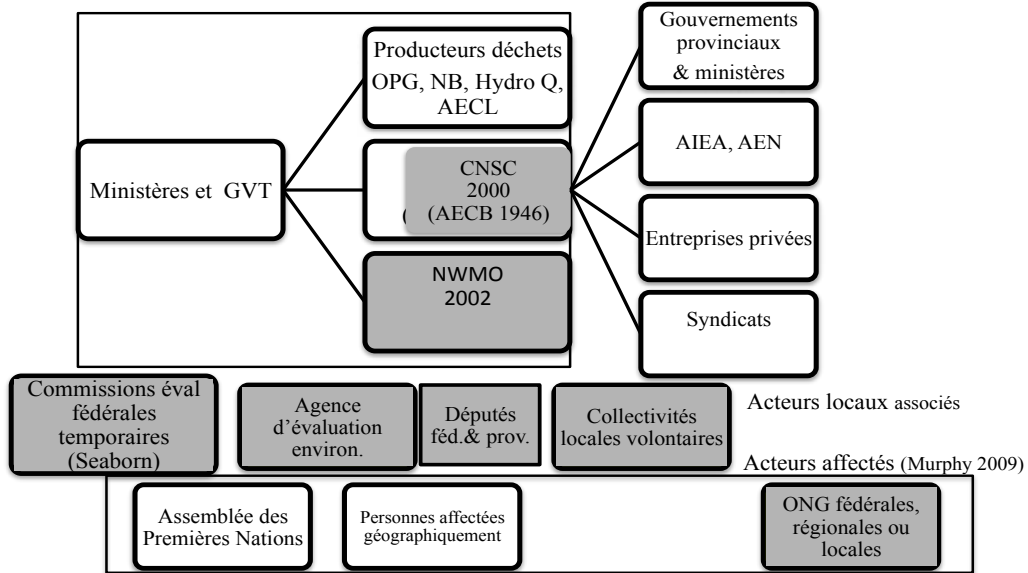 Producteurs déchets
OPG, NB, Hydro Q,
AECL
Ministères et GVT
CNSC
2000
(AECB 1946)
(
NWMO
2002
Gouvernements
provinciaux
& ministères
AIEA, AEN
Entreprises privées
Syndicats
Commissions éval
fédérales
temporaires
(Seaborn)
Agence
d’évaluation
environ.
Députés
féd.& prov.
Collectivités
locales volontaires
Acteurs locaux associés
Acteurs affectés (Murphy 2009)
Assemblée des
Premières Nations
Personnes affectées
géographiquement
ONG fédérales,
régionales ou
locales